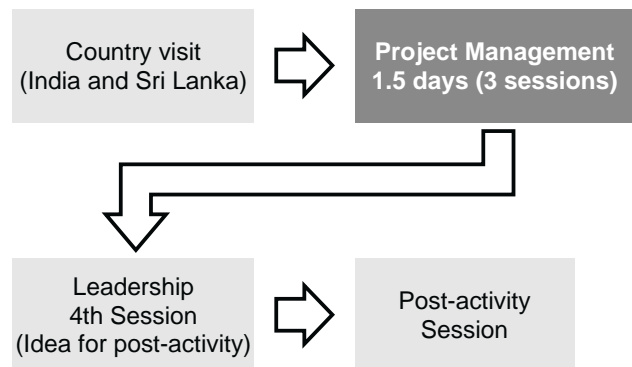 Country visit
(India and Sri Lanka)
Project Management
1.5 days (3 sessions)
Leadership
4th Session
(Idea for post-activity)
Post-activity
Session